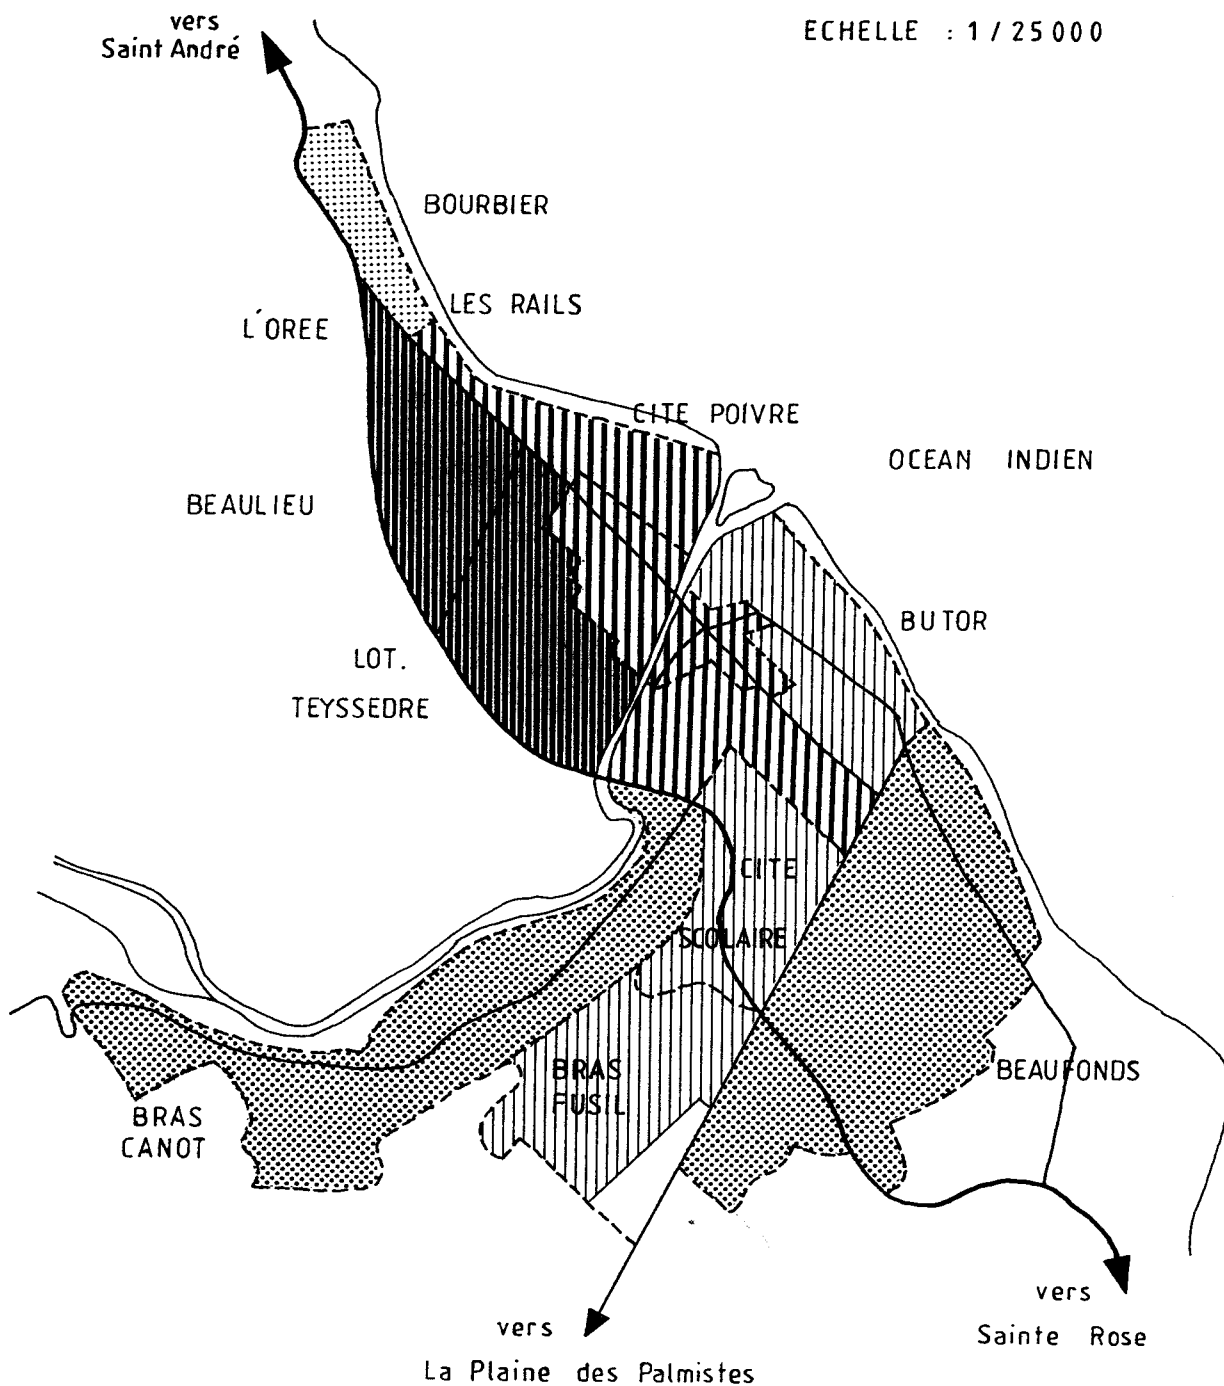 vers
Saint André
ECHELLE : 1 / 25000
BOURBIER
LES RAILS
L'OREE
CITE POIVRE
OCEAN INDIEN
BEAULIEU
BUTOR
LOT.
TEYSSEDRE
CITE
SCOLAIRE
BRAS
FUSIL
BEAUFONDS
BRAS
CANOT
vers
Sainte Rose
vers
La Plaine des Palmistes